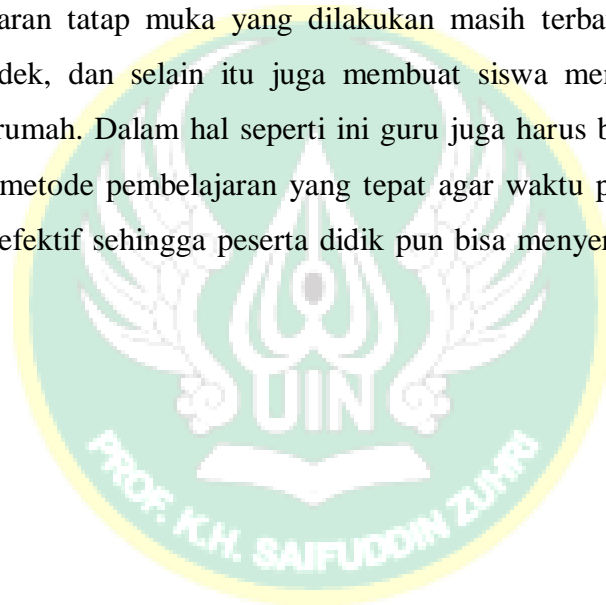 aran tatap muka yang dilakukan masih terba
dek, dan selain itu juga membuat siswa mer
rumah. Dalam hal seperti ini guru juga harus b
metode pembelajaran yang tepat agar waktu p
efektif sehingga peserta didik pun bisa menyer
UIN
PROF. K.H. SAIFUDDIN ZUHRI